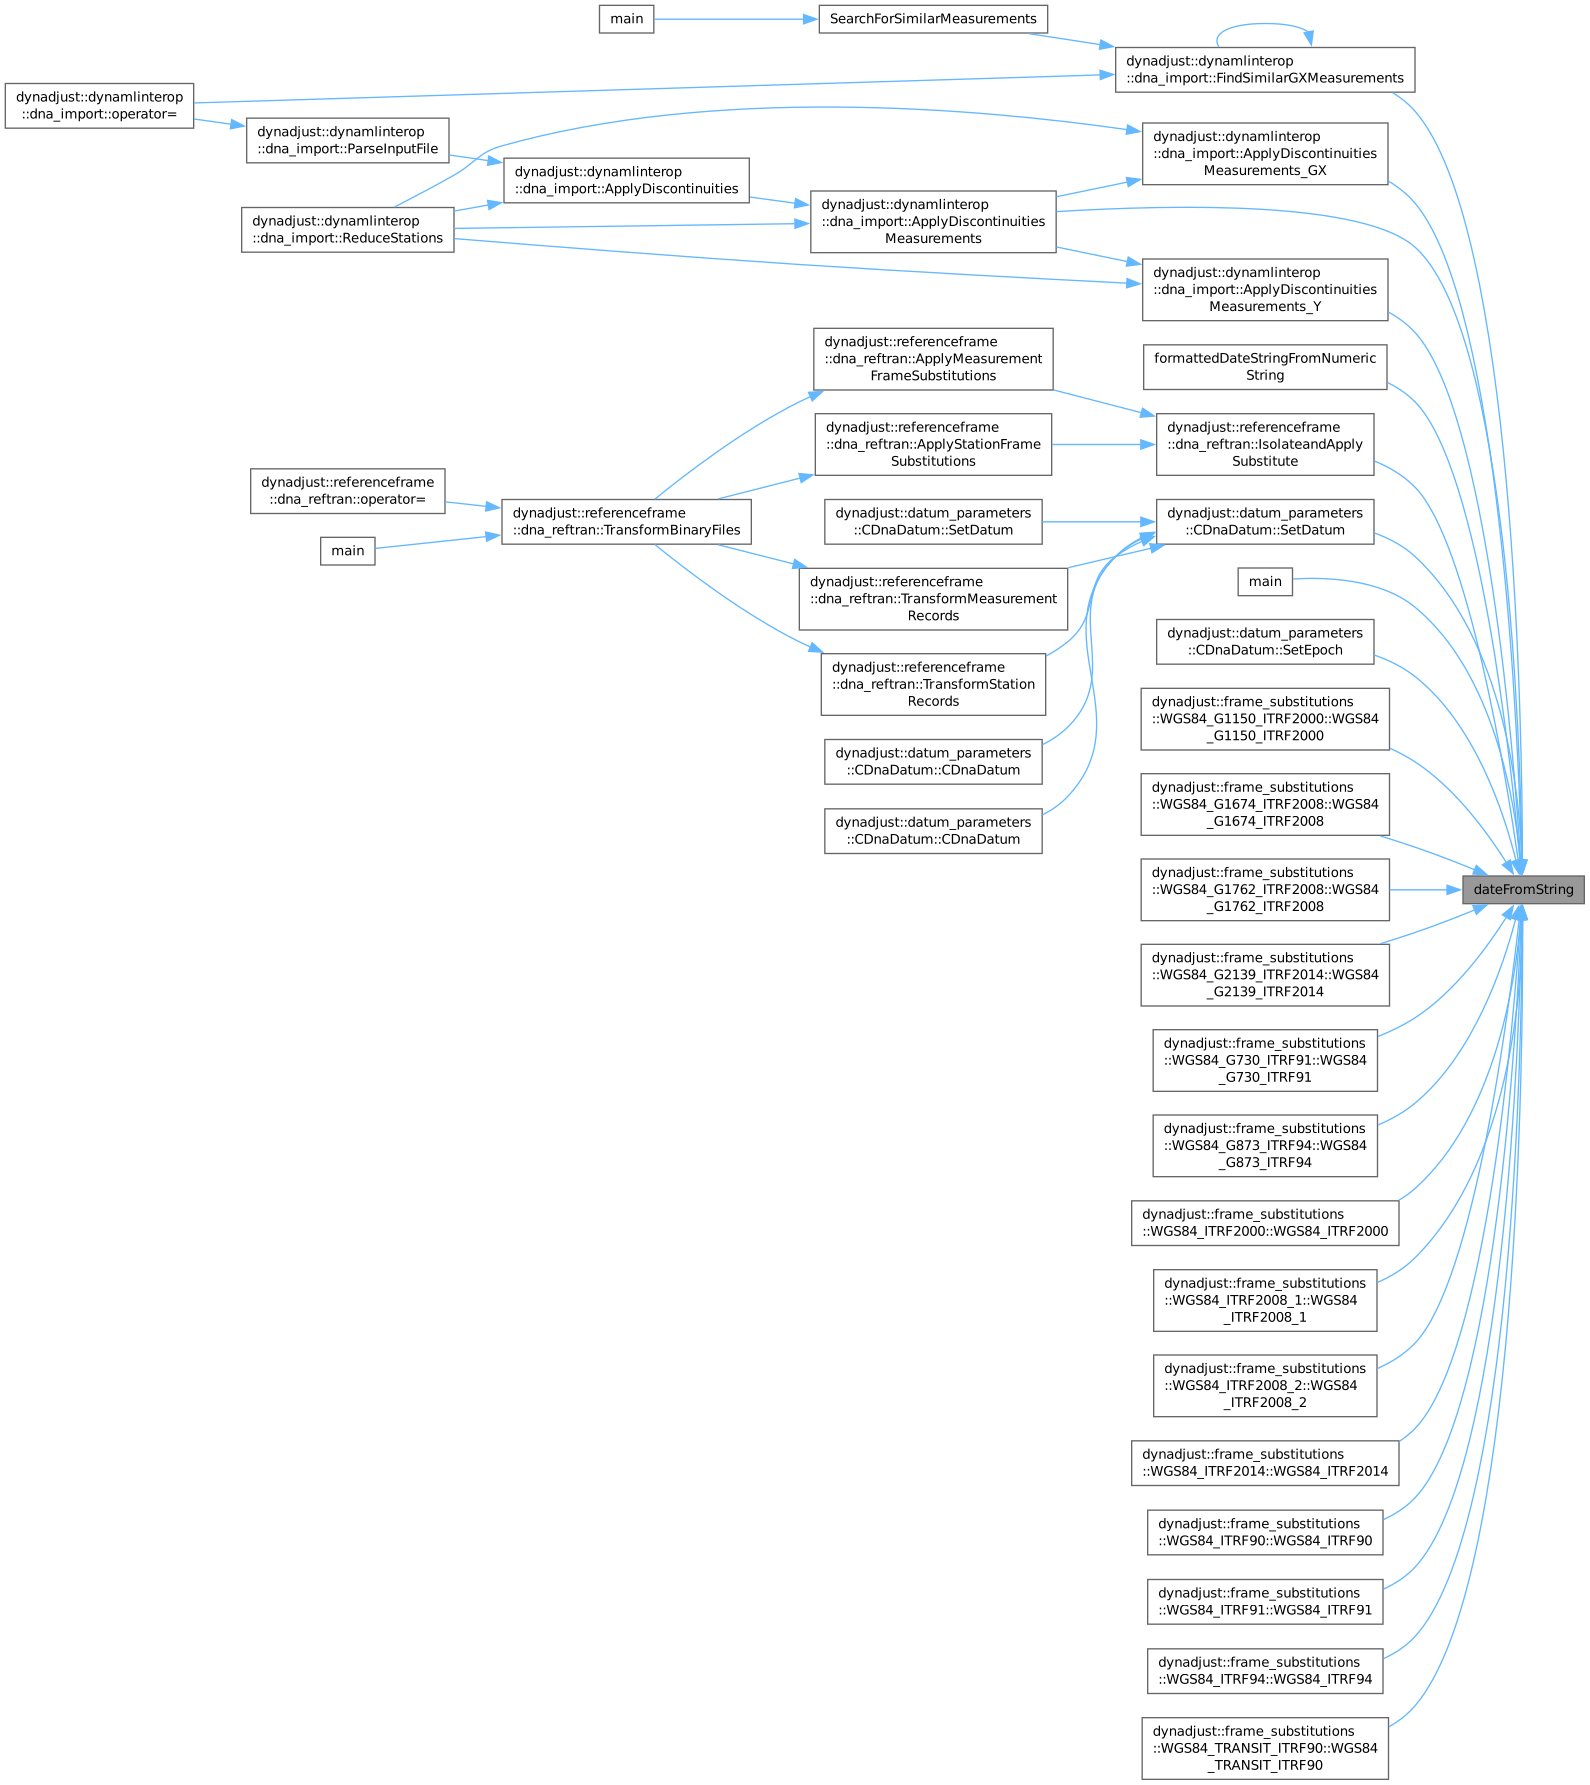 main
SearchForSimilarMeasurements
dynadjust::dynamlinterop
::dna_import::FindSimilarGXMeasurements
dynadjust::dynamlinterop
::dna_import::operator=
dynadjust::dynamlinterop
::dna_import::ParseInputFile
dynadjust::dynamlinterop
::dna_import::ApplyDiscontinuities
Measurements_GX
dynadjust::dynamlinterop
::dna_import::ApplyDiscontinuities
dynadjust::dynamlinterop
::dna_import::ApplyDiscontinuities
Measurements
dynadjust::dynamlinterop
::dna_import::ReduceStations
dynadjust::dynamlinterop
::dna_import::ApplyDiscontinuities
Measurements_Y
dynadjust::referenceframe
::dna_reftran::ApplyMeasurement
FrameSubstitutions
formattedDateStringFromNumeric
String
dynadjust::referenceframe
::dna_reftran::ApplyStationFrame
Substitutions
dynadjust::referenceframe
::dna_reftran::IsolateandApply
Substitute
dynadjust::referenceframe
::dna_reftran::operator=
dynadjust::referenceframe
::dna_reftran::TransformBinaryFiles
dynadjust::datum_parameters
::CDnaDatum::SetDatum
dynadjust::datum_parameters
::CDnaDatum::SetDatum
main
dynadjust::referenceframe
::dna_reftran::TransformMeasurement
Records
main
dynadjust::datum_parameters
::CDnaDatum::SetEpoch
dynadjust::referenceframe
::dna_reftran::TransformStation
Records
dynadjust::frame_substitutions
::WGS84_G1150_ITRF2000::WGS84
_G1150_ITRF2000
dynadjust::datum_parameters
::CDnaDatum::CDnaDatum
dynadjust::frame_substitutions
::WGS84_G1674_ITRF2008::WGS84
_G1674_ITRF2008
dynadjust::datum_parameters
::CDnaDatum::CDnaDatum
dynadjust::frame_substitutions
::WGS84_G1762_ITRF2008::WGS84
_G1762_ITRF2008
dateFromString
dynadjust::frame_substitutions
::WGS84_G2139_ITRF2014::WGS84
_G2139_ITRF2014
dynadjust::frame_substitutions
::WGS84_G730_ITRF91::WGS84
_G730_ITRF91
dynadjust::frame_substitutions
::WGS84_G873_ITRF94::WGS84
_G873_ITRF94
dynadjust::frame_substitutions
::WGS84_ITRF2000::WGS84_ITRF2000
dynadjust::frame_substitutions
::WGS84_ITRF2008_1::WGS84
_ITRF2008_1
dynadjust::frame_substitutions
::WGS84_ITRF2008_2::WGS84
_ITRF2008_2
dynadjust::frame_substitutions
::WGS84_ITRF2014::WGS84_ITRF2014
dynadjust::frame_substitutions
::WGS84_ITRF90::WGS84_ITRF90
dynadjust::frame_substitutions
::WGS84_ITRF91::WGS84_ITRF91
dynadjust::frame_substitutions
::WGS84_ITRF94::WGS84_ITRF94
dynadjust::frame_substitutions
::WGS84_TRANSIT_ITRF90::WGS84
_TRANSIT_ITRF90